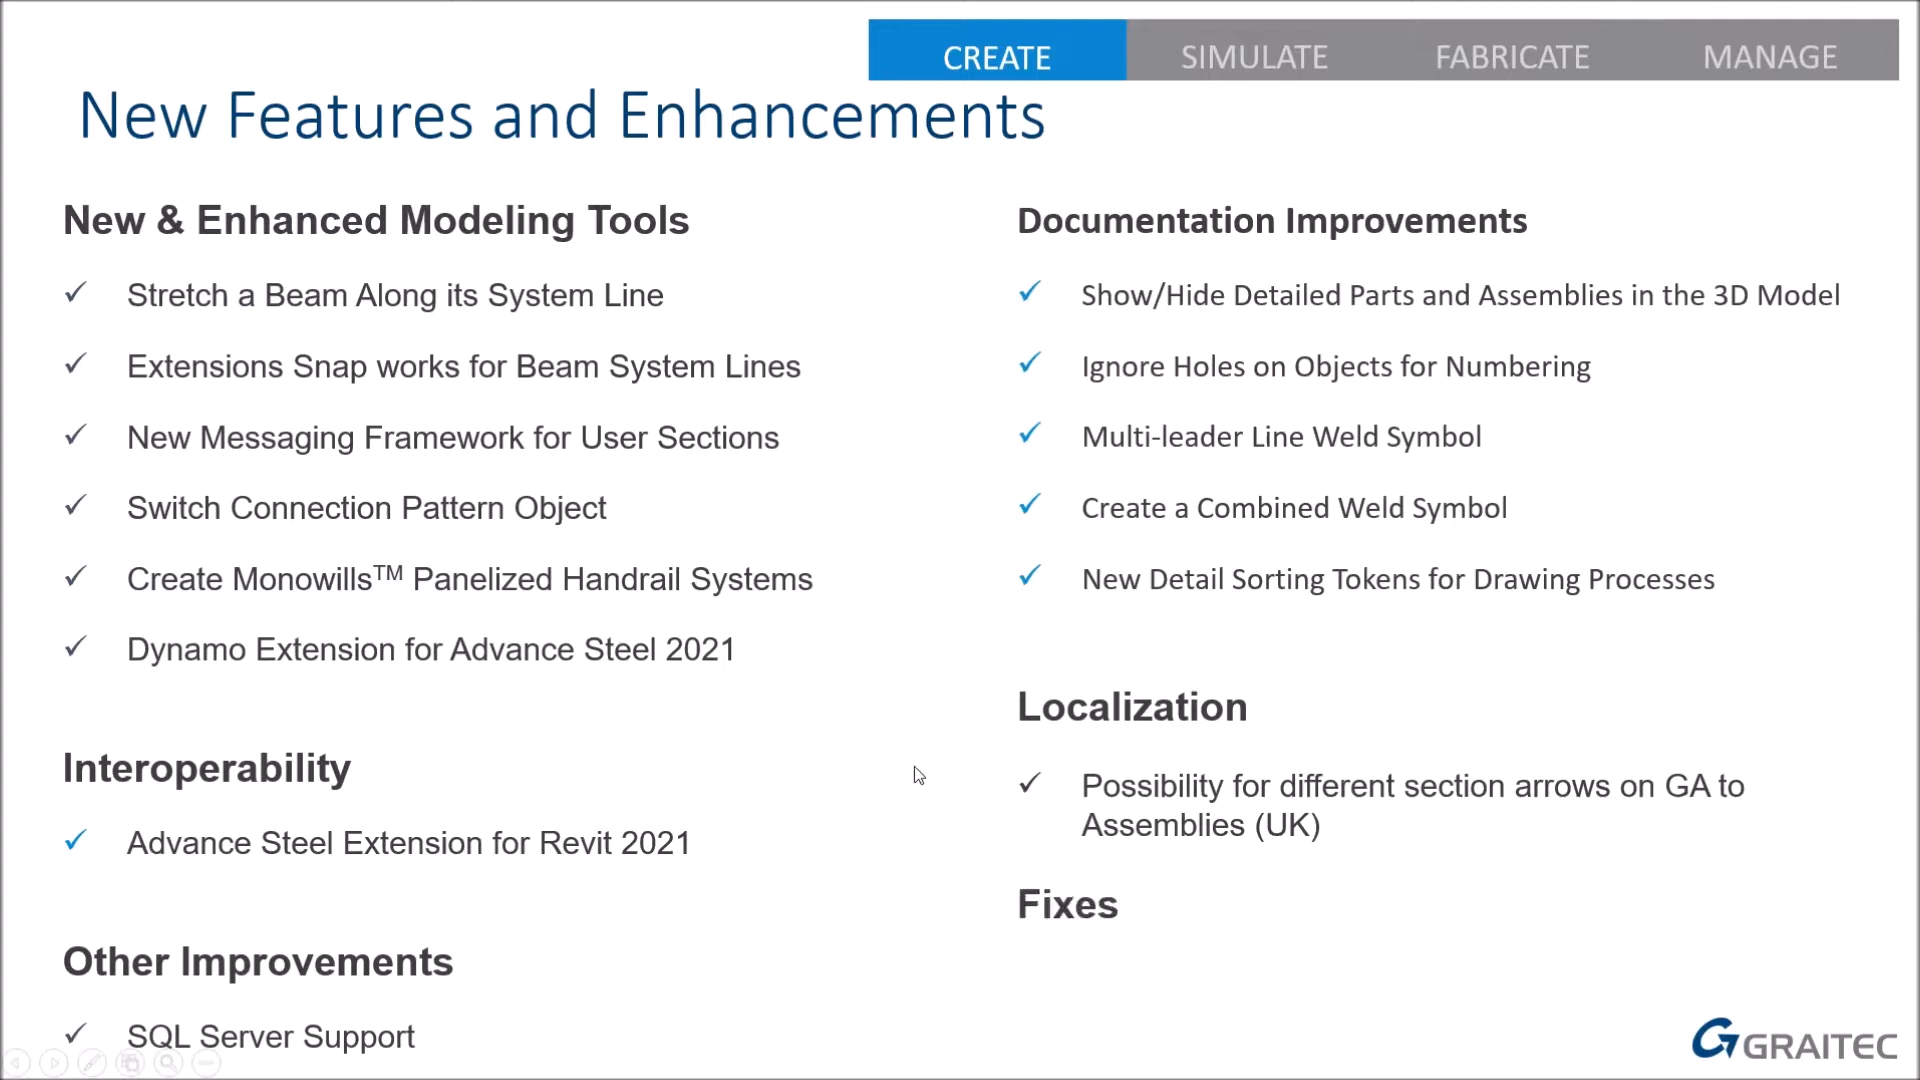 CREATE
SIMULATE
FABRICATE
MANAGE
New Features and Enhancements
New & Enhanced Modeling Tools
Stretch a Beam Along its System Line
Extensions Snap works for Beam System Lines
New Messaging Framework for User Sections
Switch Connection Pattern Object
Create Monowills™ Panelized Handrail Systems
Dynamo Extension for Advance Steel 2021
Interoperability
Advance Steel Extension for Revit 2021
Other Improvements
SQL Server Support
Documentation Improvements
Show/Hide Detailed Parts and Assemblies in the 3D Model
Ignore Holes on Objects for Numbering
Multi-leader Line Weld Symbol
Create a Combined Weld Symbol
New Detail Sorting Tokens for Drawing Processes
Localization
Possibility for different section arrows on GA to
Assemblies (UK)
Fixes
GRAITEC